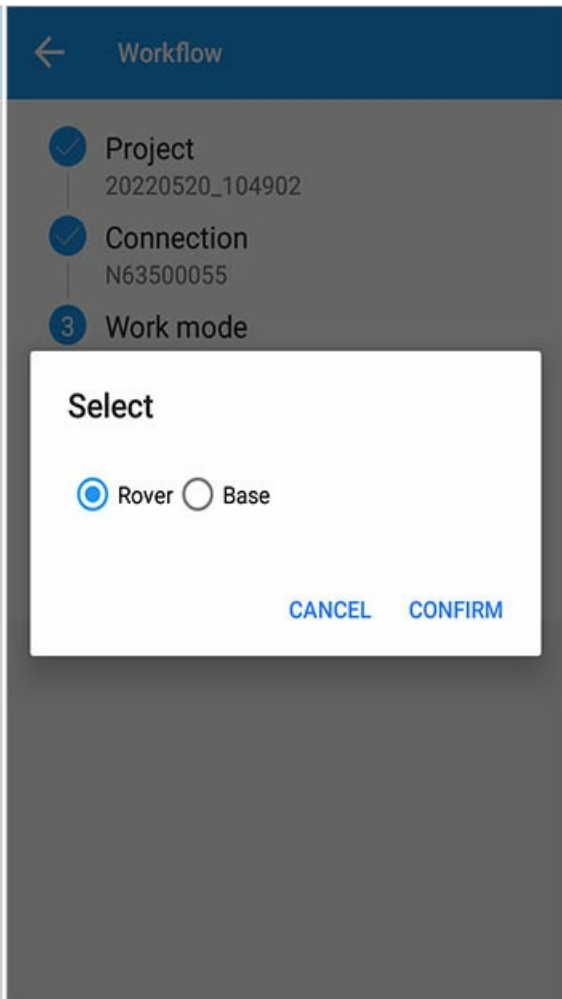 Workflow
Project
20220520_104902
Connection
N63500055
3 Work mode
Select
Rover Base
CANCEL CONFIRM